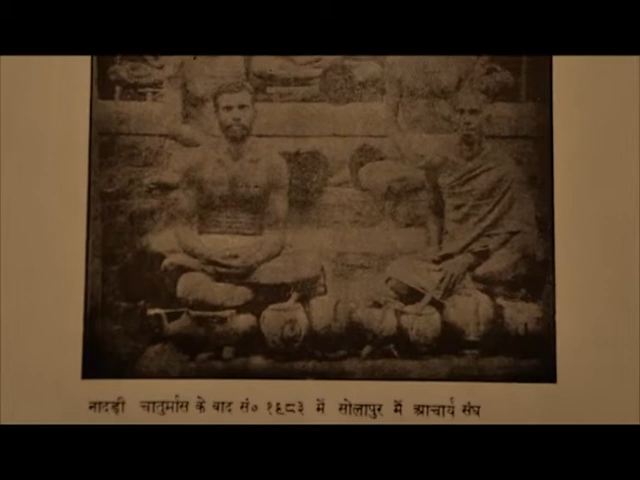 नादड़ी चातुर्मास के बाद सं० १९८३ में सोलापुर में आचार्य संघ